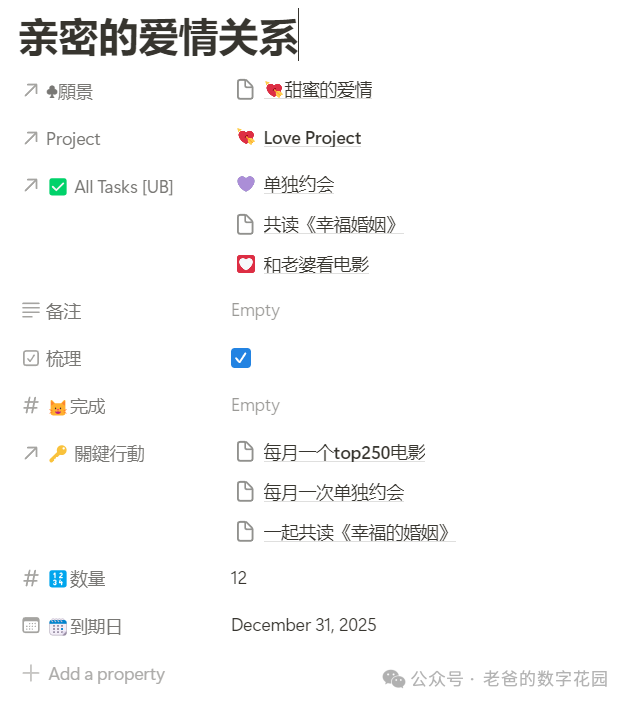 亲密的爱情关系
♣願景
💘甜蜜的爱情
Project
💘 Love Project
✅ All Tasks [UB]
💜 单独约会
共读《幸福婚姻》
💟 和老婆看电影
备注
Empty
梳理
😼完成
Empty
🔑 關鍵行動
每月一个top250电影
每月一次单独约会
一起共读《幸福的婚姻》
🔢数量
12
🗓️到期日
December 31, 2025
Add a property
公众号 · 老爸的数字花园